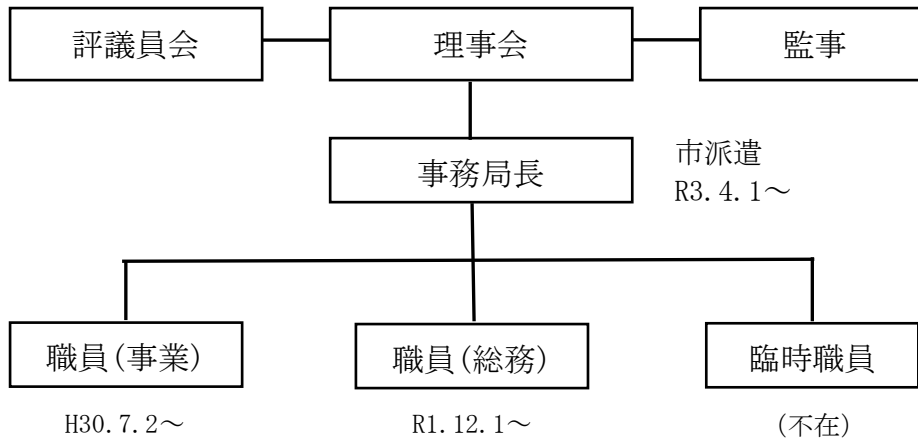 評議員会 理事会 監事
事務局長
市派遣
R3.4.1～
職員(事業) 職員(総務) 臨時職員
H30.7.2～ R1.12.1～ (不在)